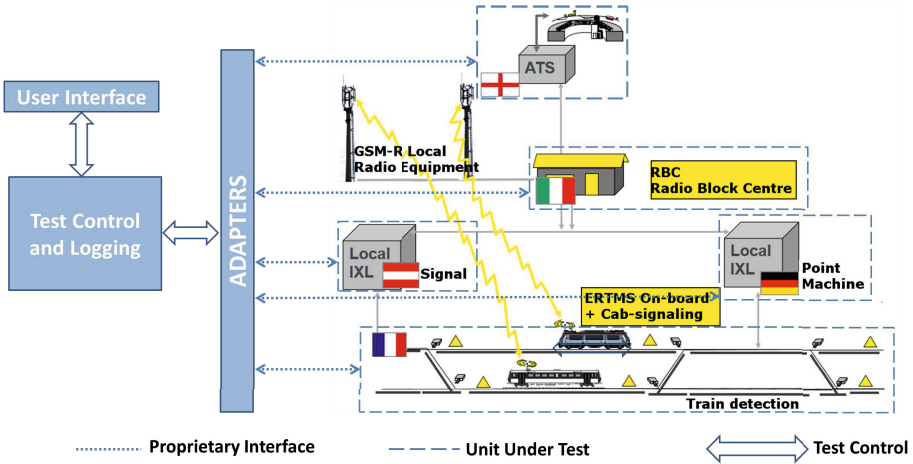 User Interface
Test Control
and Logging
ADAPTERS
ATS
GSM-R Local
Radio Equipment
RBC
Radio Block Centre
Local
IXL
Signal
Local
IXL
Point
Machine
ERTMS On-board
+ Cab-signaling
Train detection
Proprietary Interface
Unit Under Test
Test Control